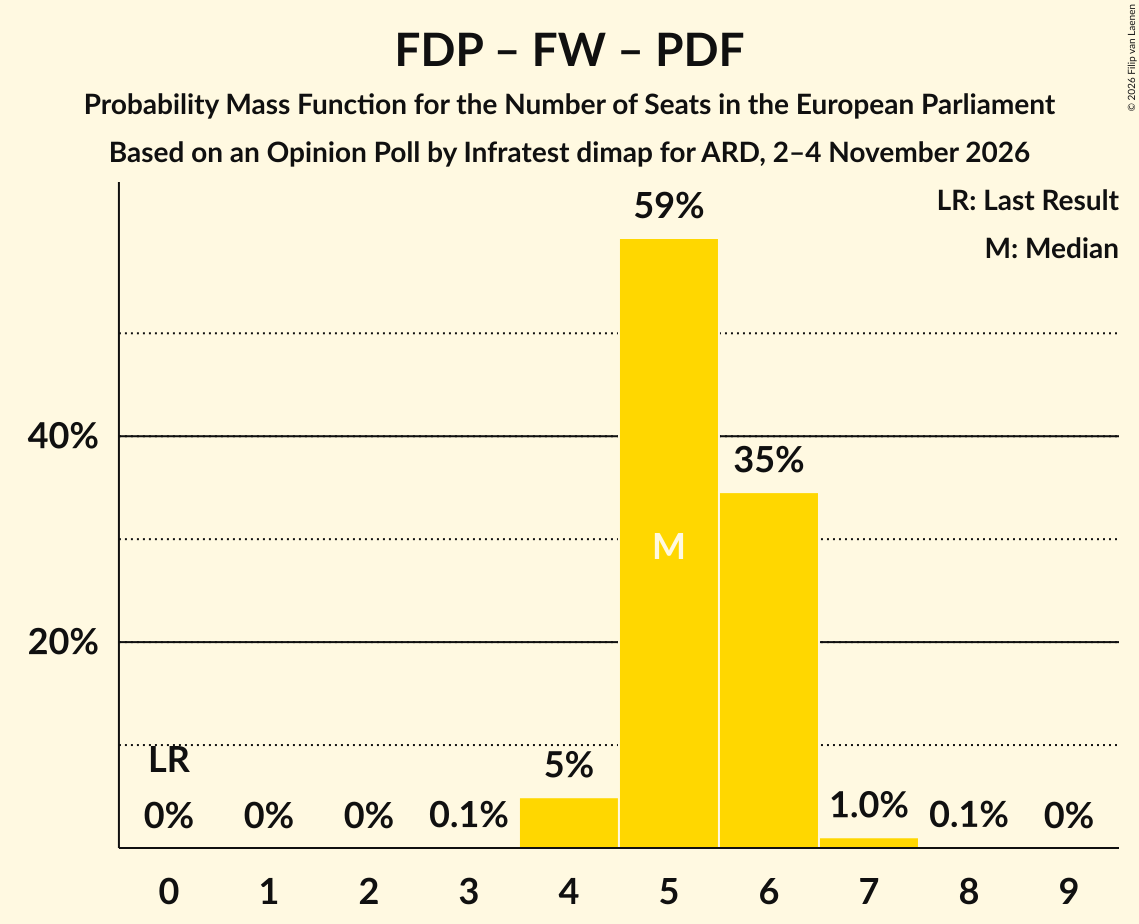 FDP – FW – PDF
Probability Mass Function for the Number of Seats in the European Parliament
Based on an Opinion Poll by Infratest dimap for ARD, 2–4 November 2026
© 2026 Filip van Laenen
LR: Last Result
M: Median
59%
40%
35%
M
20%
LR
5%
0% 0% 0% 0.1% 1.0% 0.1% 0%
0 1 2 3 4 5 6 7 8 9